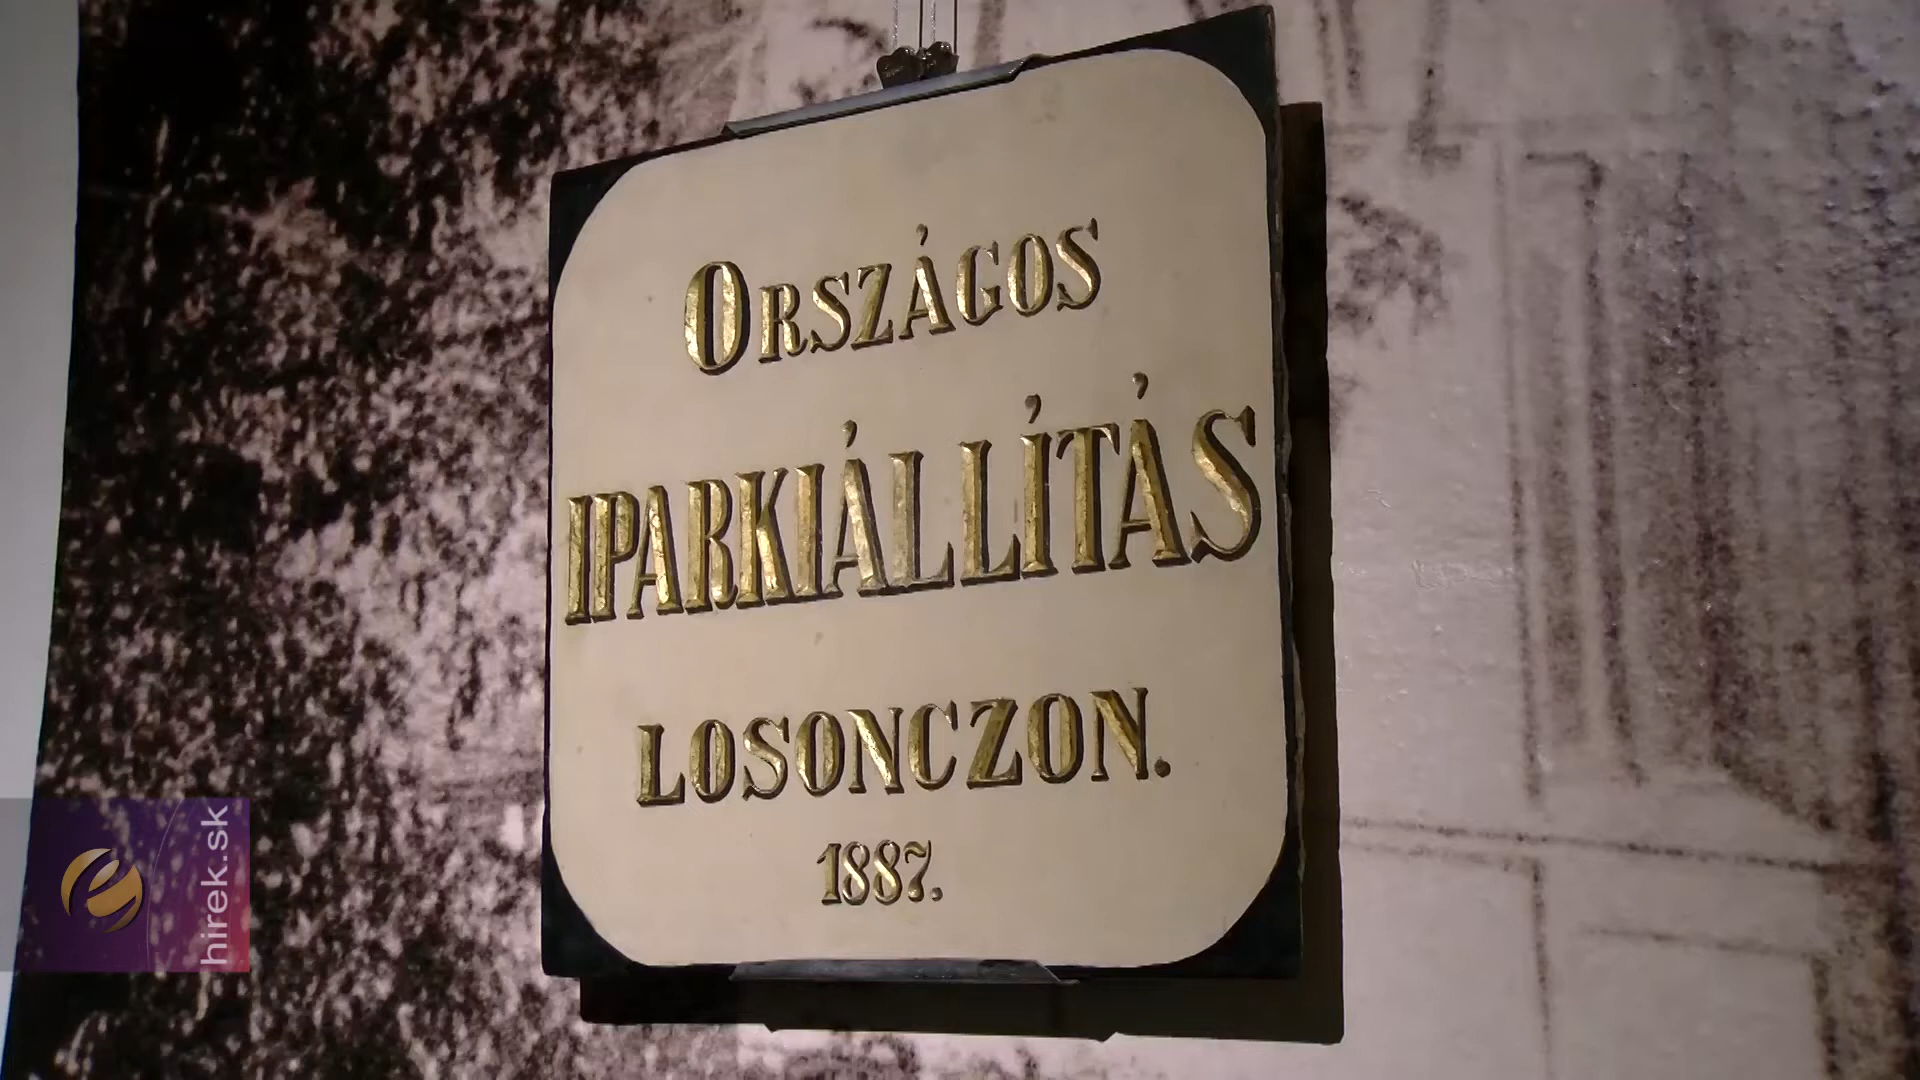 ORSZÁGOS
IPARKIÁLLÍTÁS
LOSONCZON.
1887.
hirek.sk